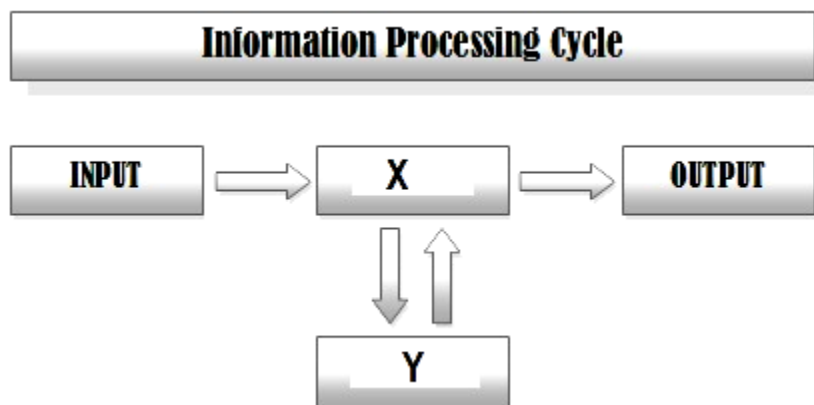 Information Processing Cycle
INPUT
X
OUTPUT
Y